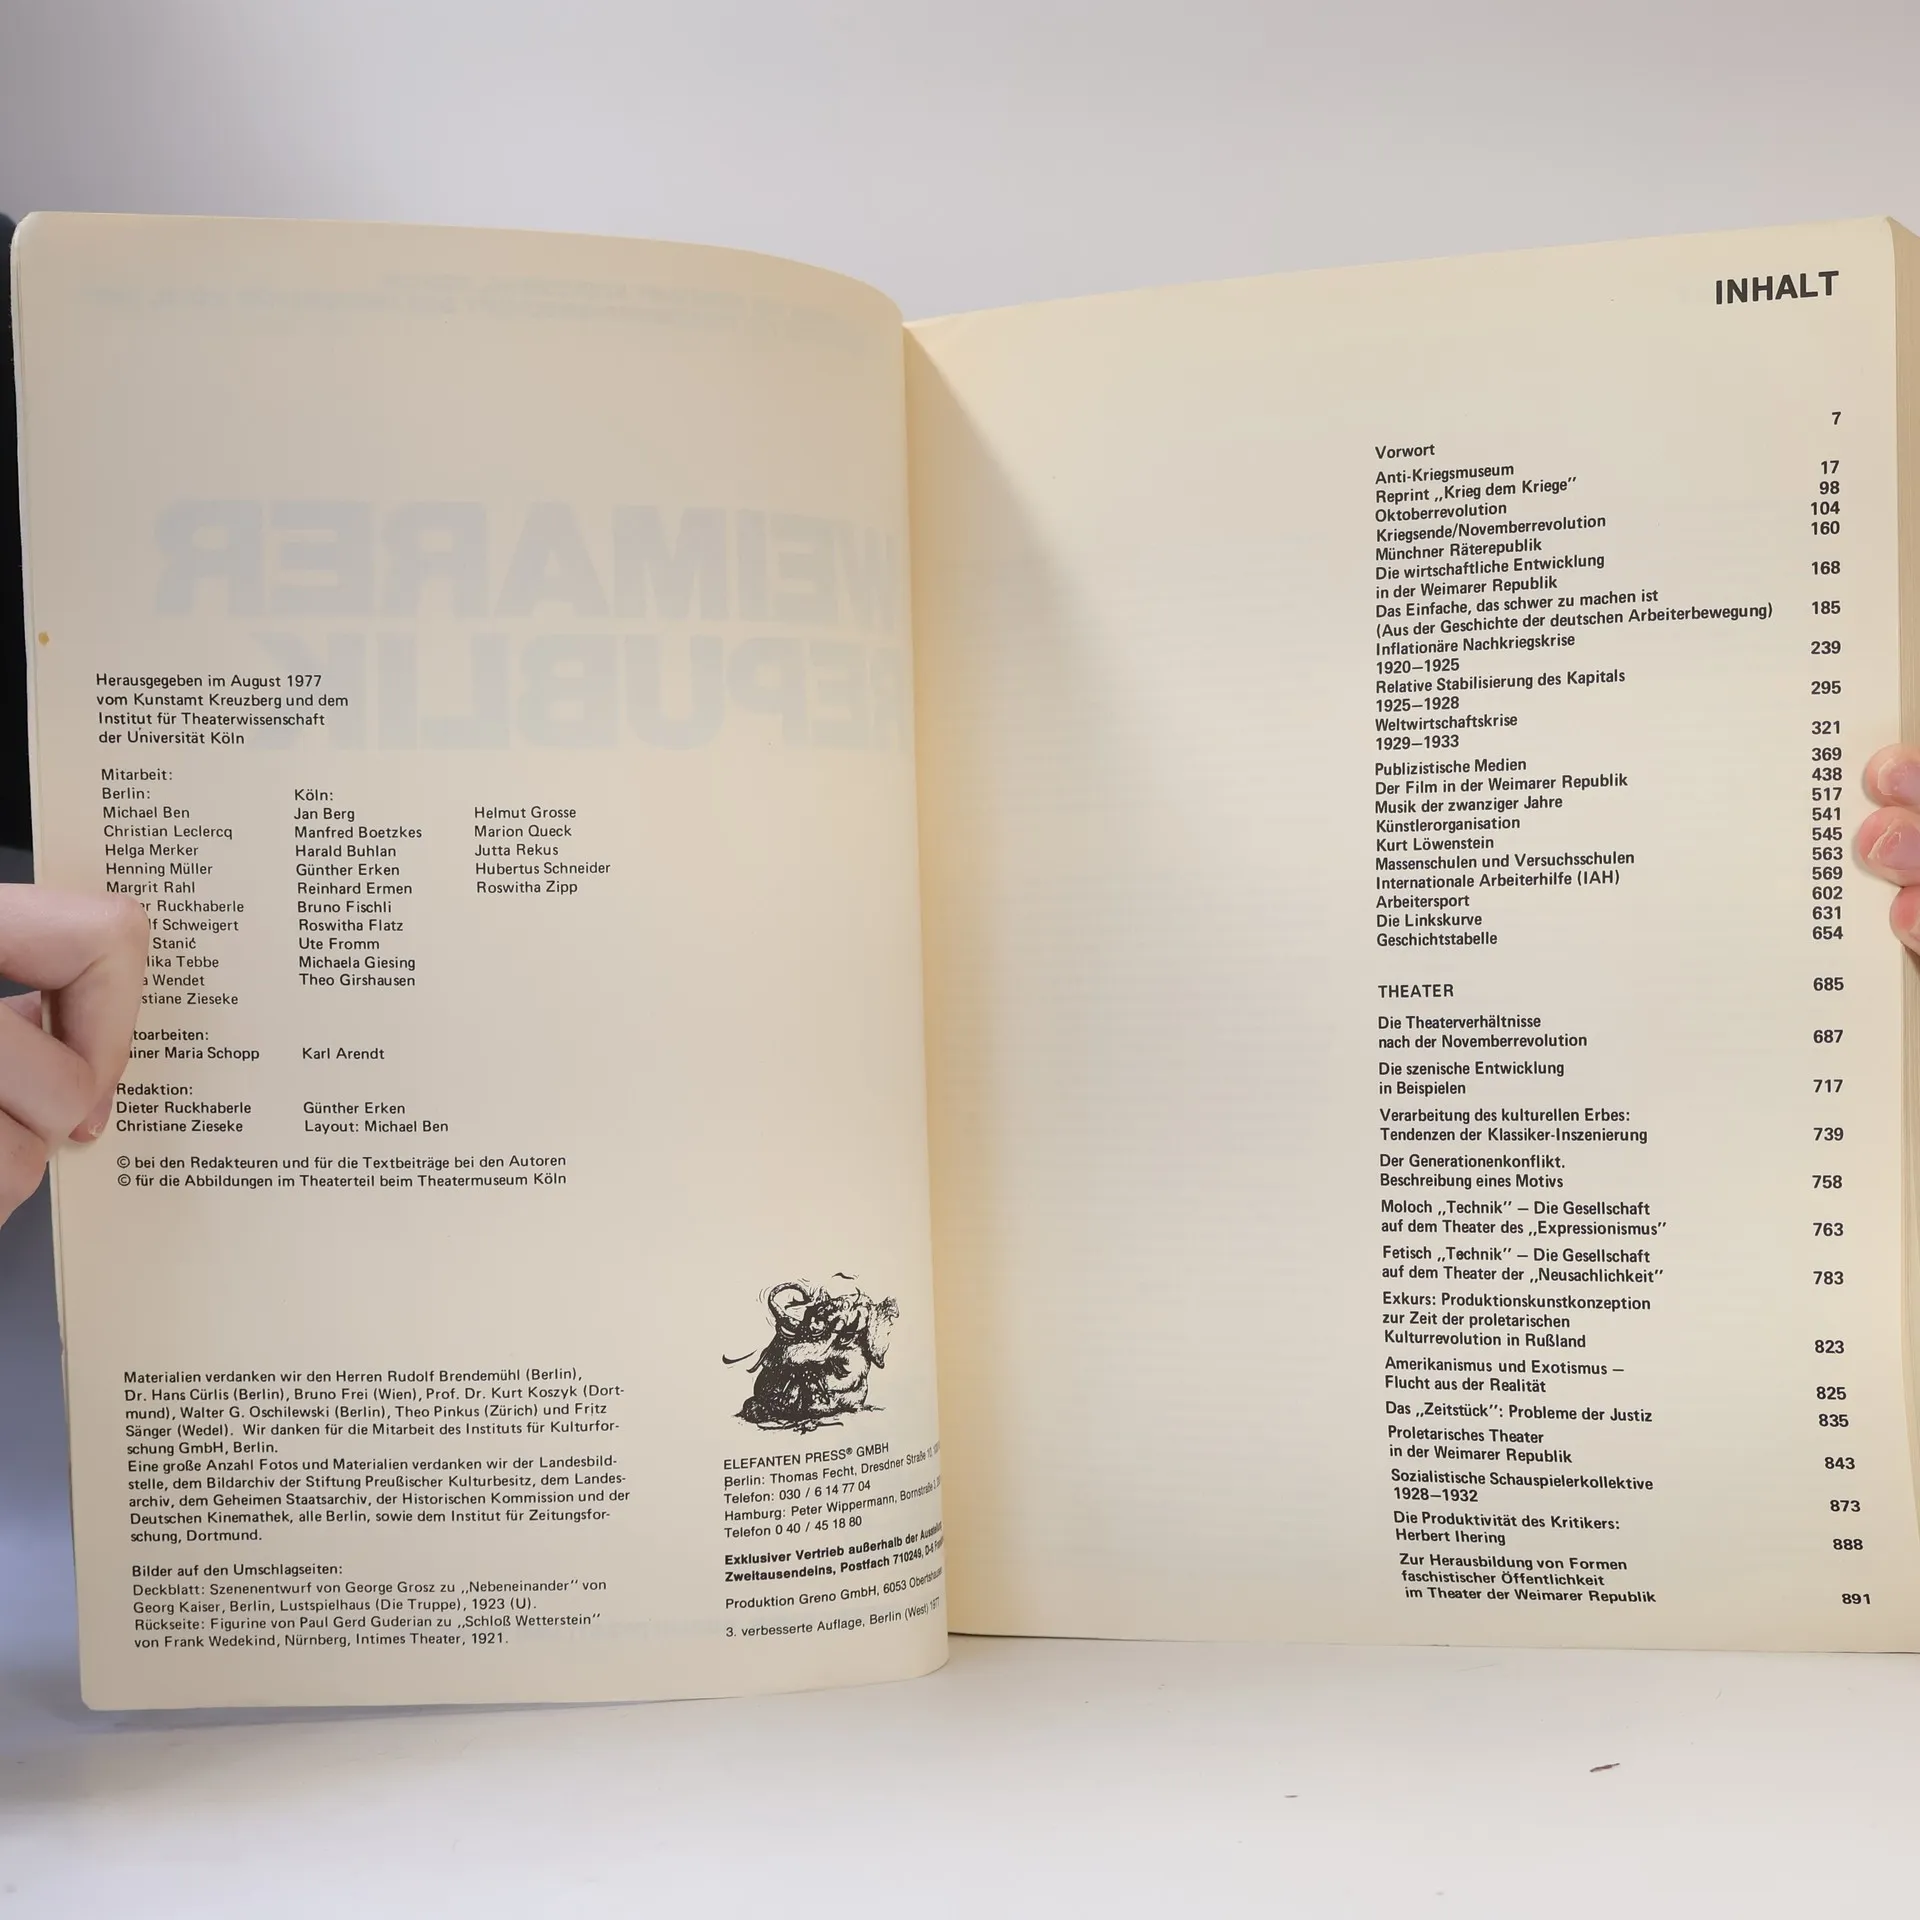 Herausgegeben im August 1977
vom Kunstamt Kreuzberg und dem
Institut für Theaterwissenschaft
der Universität Köln
Mitarbeit:
Berlin:
Michael Ben
Christian Leclercq
Helga Merker
Henning Müller
Margrit Rahl
Ruckhaberle
Schweigert
Stanić
Tebbe
Wendet
Zieseke
Köln:
Jan Berg
Manfred Boetzkes
Harald Buhlan
Günther Erken
Reinhard Ermen
Bruno Fischli
Roswitha Flatz
Ute Fromm
Michaela Giesing
Theo Girshausen
Helmut Grosse
Marion Queck
Jutta Rekus
Hubertus Schneider
Roswitha Zipp
toarbeiten:
Maria Schopp Karl Arendt
Redaktion:
Dieter Ruckhaberle Günther Erken
Christiane Zieseke Layout: Michael Ben
© bei den Redakteuren und für die Textbeiträge bei den Autoren
© für die Abbildungen im Theaterteil beim Theatermuseum Köln
Materialien verdanken wir den Herren Rudolf Brendemühl (Berlin),
Dr. Hans Cürlis (Berlin), Bruno Frei (Wien), Prof. Dr. Kurt Koszyk (Dort-
mund), Walter G. Oschilewski (Berlin), Theo Pinkus (Zürich) und Fritz
Sänger (Wedel). Wir danken für die Mitarbeit des Instituts für Kulturfor-
schung GmbH, Berlin.
Eine große Anzahl Fotos und Materialien verdanken wir der Landesbild-
stelle, dem Bildarchiv der Stiftung Preußischer Kulturbesitz, dem Landes-
archiv, dem Geheimen Staatsarchiv, der Historischen Kommission und der
Deutschen Kinemathek, alle Berlin, sowie dem Institut für Zeitungsfor-
schung, Dortmund.
Bilder auf den Umschlagseiten:
Deckblatt: Szenenentwurf von George Grosz zu „Nebeneinander" von
Georg Kaiser, Berlin, Lustspielhaus (Die Truppe), 1923 (U).
Rückseite: Figurine von Paul Gerd Guderian zu „Schloß Wetterstein"
von Frank Wedekind, Nürnberg, Intimes Theater, 1921.
ELEFANTEN PRESS® GMBH
Berlin: Thomas Fecht, Dresdner Straße 10,
Telefon: 030 / 6 14 77 04
Hamburg: Peter Wippermann, Bornstraße
Telefon 0 40 / 45 18 80
Exklusiver Vertrieb außerhalb der Ausstellung
Zweitausendeins, Postfach 710249,
Produktion Greno GmbH, 6053 Obertshausen
3. verbesserte Auflage, Berlin (West) 1977
INHALT
7
Vorwort
Anti-Kriegsmuseum 17
Reprint „Krieg dem Kriege" 98
Oktoberrevolution 104
Kriegsende/Novemberrevolution 160
Münchner Räterepublik
Die wirtschaftliche Entwicklung 168
in der Weimarer Republik
Das Einfache, das schwer zu machen ist 185
(Aus der Geschichte der deutschen Arbeiterbewegung)
Inflationäre Nachkriegskrise 239
1920—1925
Relative Stabilisierung des Kapitals 295
1925—1928
Weltwirtschaftskrise 321
1929—1933
369
Publizistische Medien 438
Der Film in der Weimarer Republik 517
Musik der zwanziger Jahre 541
Künstlerorganisation 545
Kurt Löwenstein 563
Massenschulen und Versuchsschulen 569
Internationale Arbeiterhilfe (IAH) 602
Arbeitersport 631
Die Linkskurve 654
Geschichtstabelle
THEATER 685
Die Theaterverhältnisse
nach der Novemberrevolution 687
Die szenische Entwicklung
in Beispielen 717
Verarbeitung des kulturellen Erbes:
Tendenzen der Klassiker-Inszenierung 739
Der Generationenkonflikt.
Beschreibung eines Motivs 758
Moloch „Technik" — Die Gesellschaft
auf dem Theater des „Expressionismus" 763
Fetisch „Technik" — Die Gesellschaft
auf dem Theater der „Neusachlichkeit" 783
Exkurs: Produktionskunstkonzeption
zur Zeit der proletarischen
Kulturrevolution in Rußland 823
Amerikanismus und Exotismus —
Flucht aus der Realität 825
Das „Zeitstück": Probleme der Justiz 835
Proletarisches Theater
in der Weimarer Republik 843
Sozialistische Schauspielerkollektive
1928—1932 873
Die Produktivität des Kritikers:
Herbert Ihering 888
Zur Herausbildung von Formen
faschistischer Öffentlichkeit
im Theater der Weimarer Republik 891